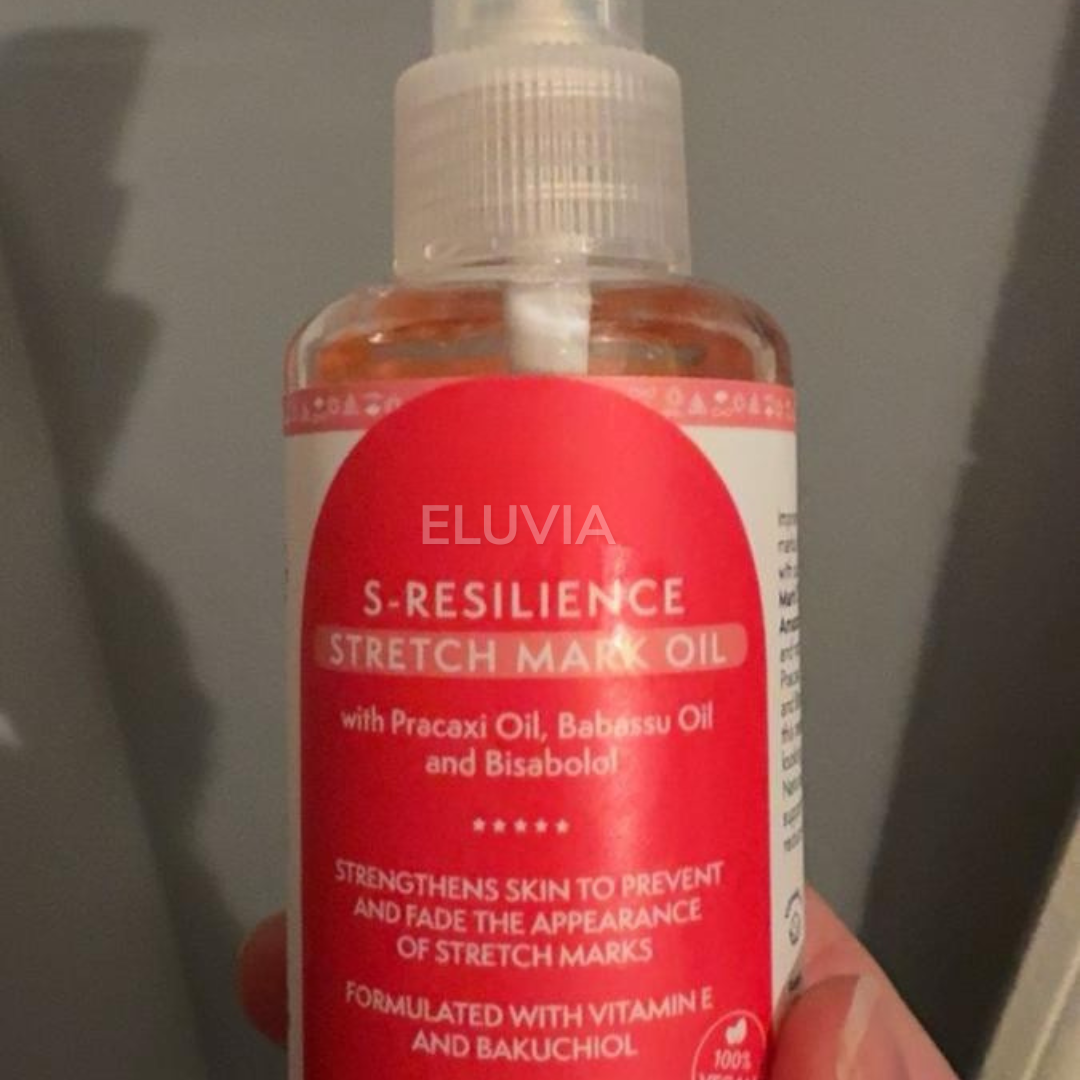 ELUVIA
S-RESILIENCE
STRETCH MARK OIL
with Pracaxi Oil, Babassu Oil
and Bisabolol
STRENGTHENS SKIN TO PREVENT
AND FADE THE APPEARANCE
OF STRETCH MARKS
FORMULATED WITH VITAMIN E
AND BAKUCHIOL
100%
VEGAN